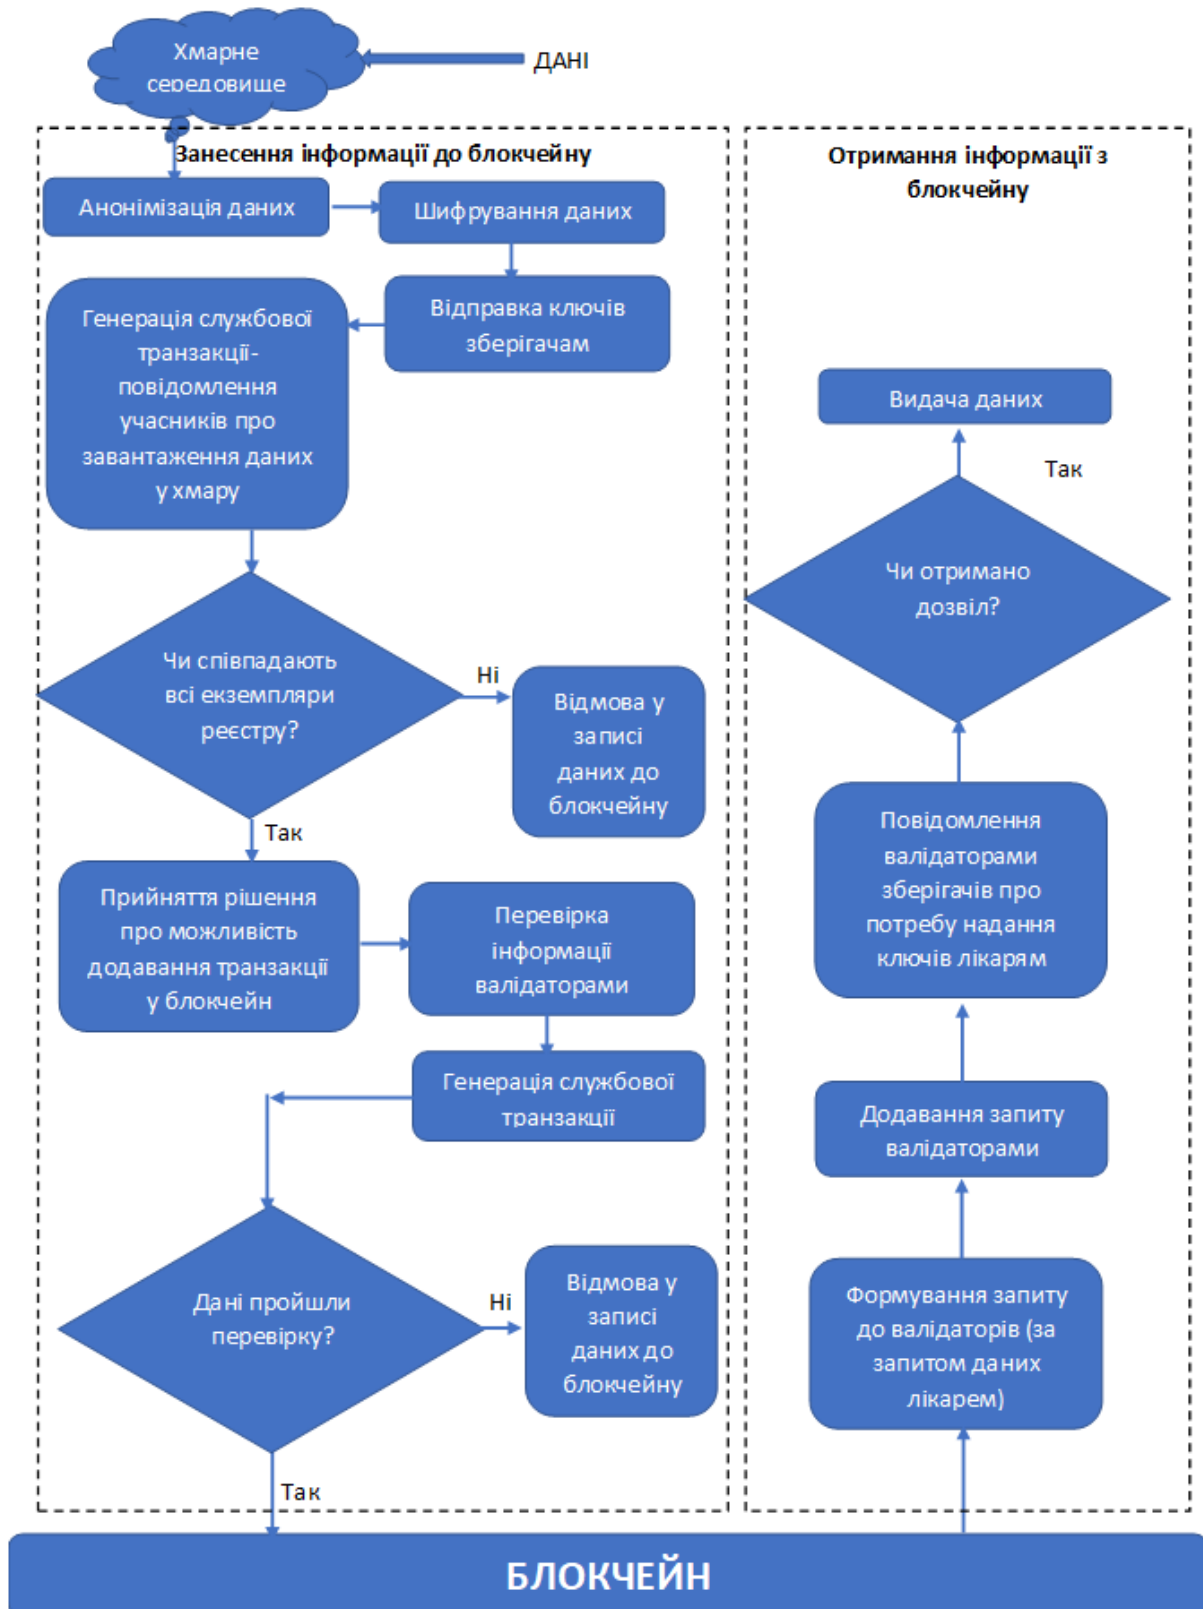 Хмарне
середовище
ДАНІ
Занесення інформації до блокчейну
Анонімізація даних
Шифрування даних
Відправка ключів
зберігачам
Генерація службової
транзакції-
повідомлення
учасників про
завантаження даних
у хмару
Чи співпадають
всі екземпляри
реєстру?
Ні
Відмова у
записі
даних до
блокчейну
Так
Прийняття рішення
про можливість
додавання транзакції
у блокчейн
Перевірка
інформації
валідаторами
Генерація службової
транзакції
Дані пройшли
перевірку?
Ні
Відмова у
записі
даних до
блокчейну
Так
Отримання інформації з
блокчейну
Видача даних
Так
Чи отримано
дозвіл?
Повідомлення
валідаторами
зберігачів про
потребу надання
ключів лікарям
Додавання запиту
валідаторами
Формування запиту
до валідаторів (за
запитом даних
лікарем)
БЛОКЧЕЙН